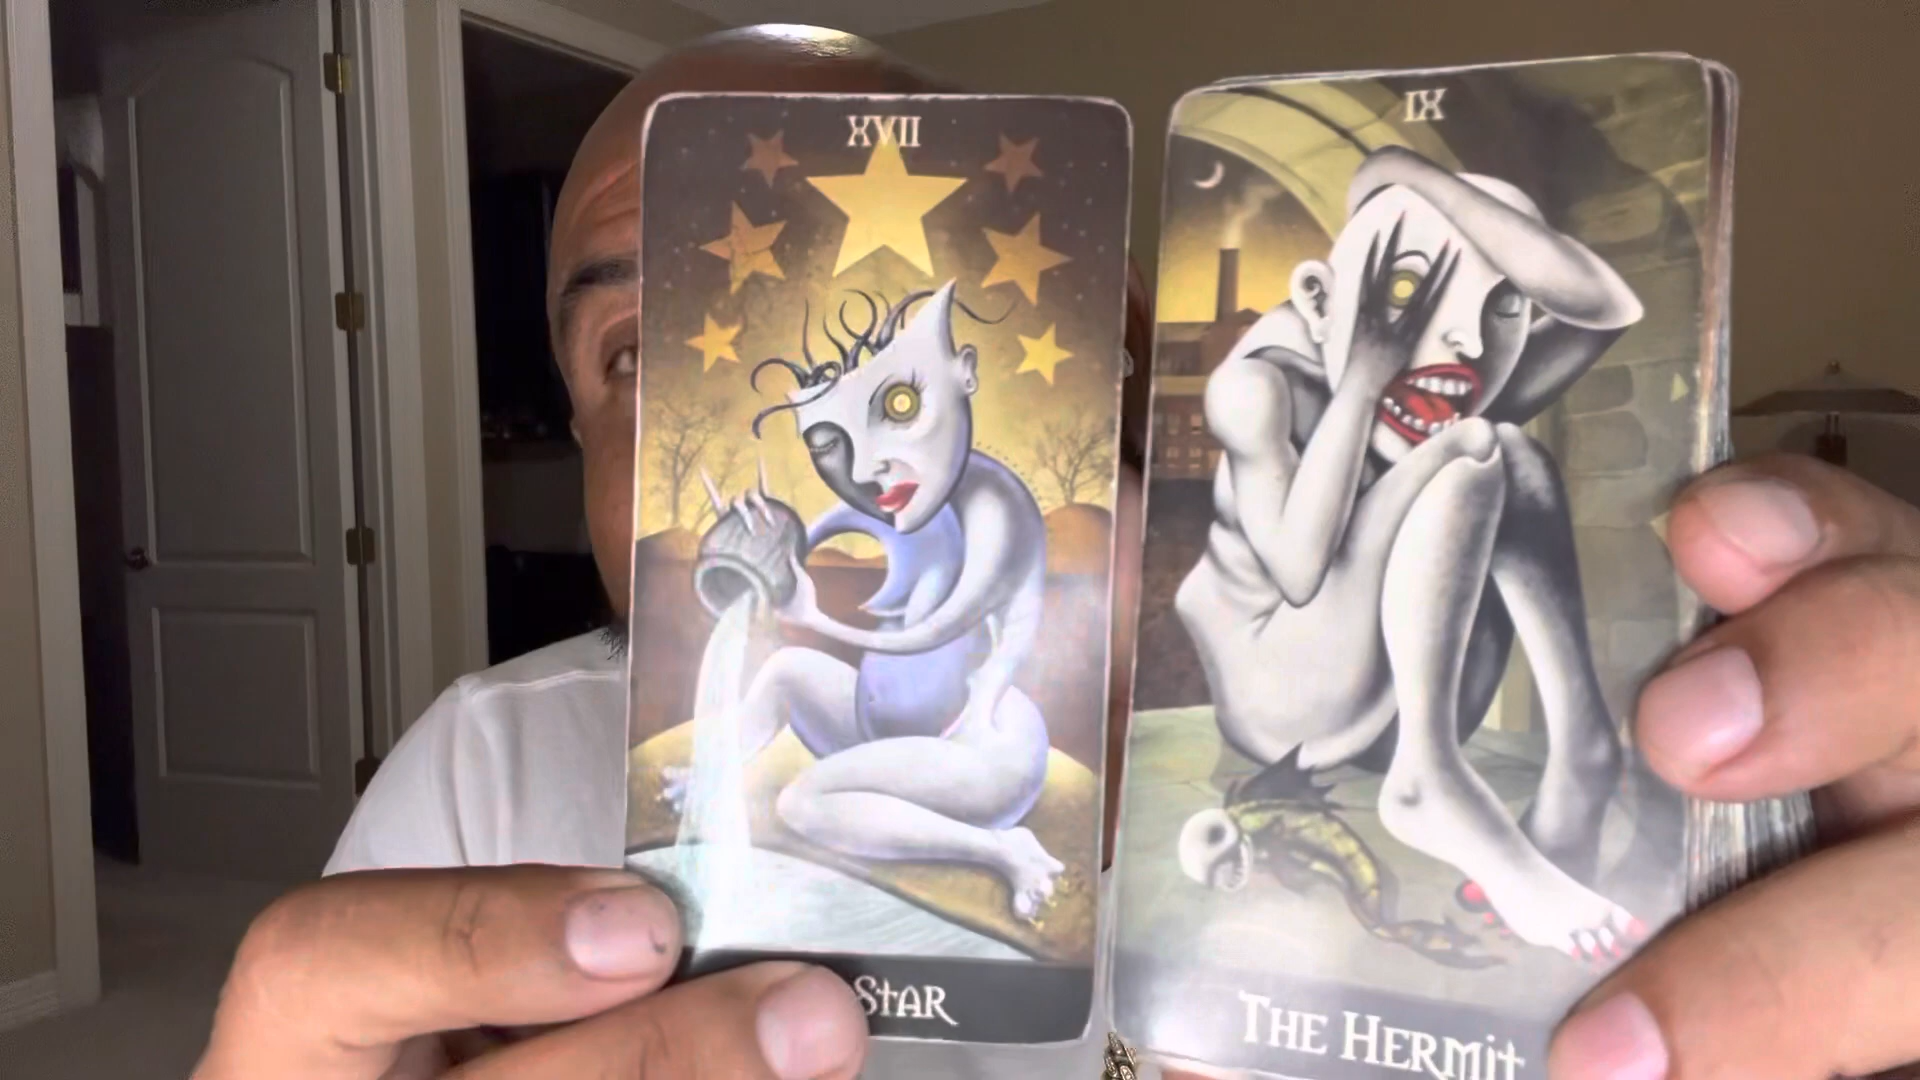 XVII
Star
IX
The Hermit